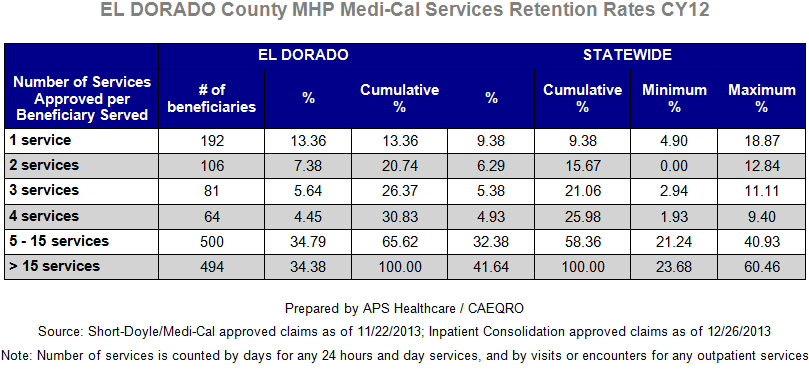 EL DORADO County MHP Medi-Cal Services Retention Rates CY12
EL DORADO STATEWIDE
Number of Services Approved per Beneficiary Served # of beneficiaries % Cumulative % % Cumulative % Minimum % Maximum %
1 service 192 13.36 13.36 9.38 9.38 4.90 18.87
2 services 106 7.38 20.74 6.29 15.67 0.00 12.84
3 services 81 5.64 26.37 5.38 21.06 2.94 11.11
4 services 64 4.45 30.83 4.93 25.98 1.93 9.40
5 - 15 services 500 34.79 65.62 32.38 58.36 21.24 40.93
> 15 services 494 34.38 100.00 41.64 100.00 23.68 60.46
Prepared by APS Healthcare / CAEQRO
Source: Short-Doyle/Medi-Cal approved claims as of 11/22/2013; Inpatient Consolidation approved claims as of 12/26/2013
Note: Number of services is counted by days for any 24 hours and day services, and by visits or encounters for any outpatient services